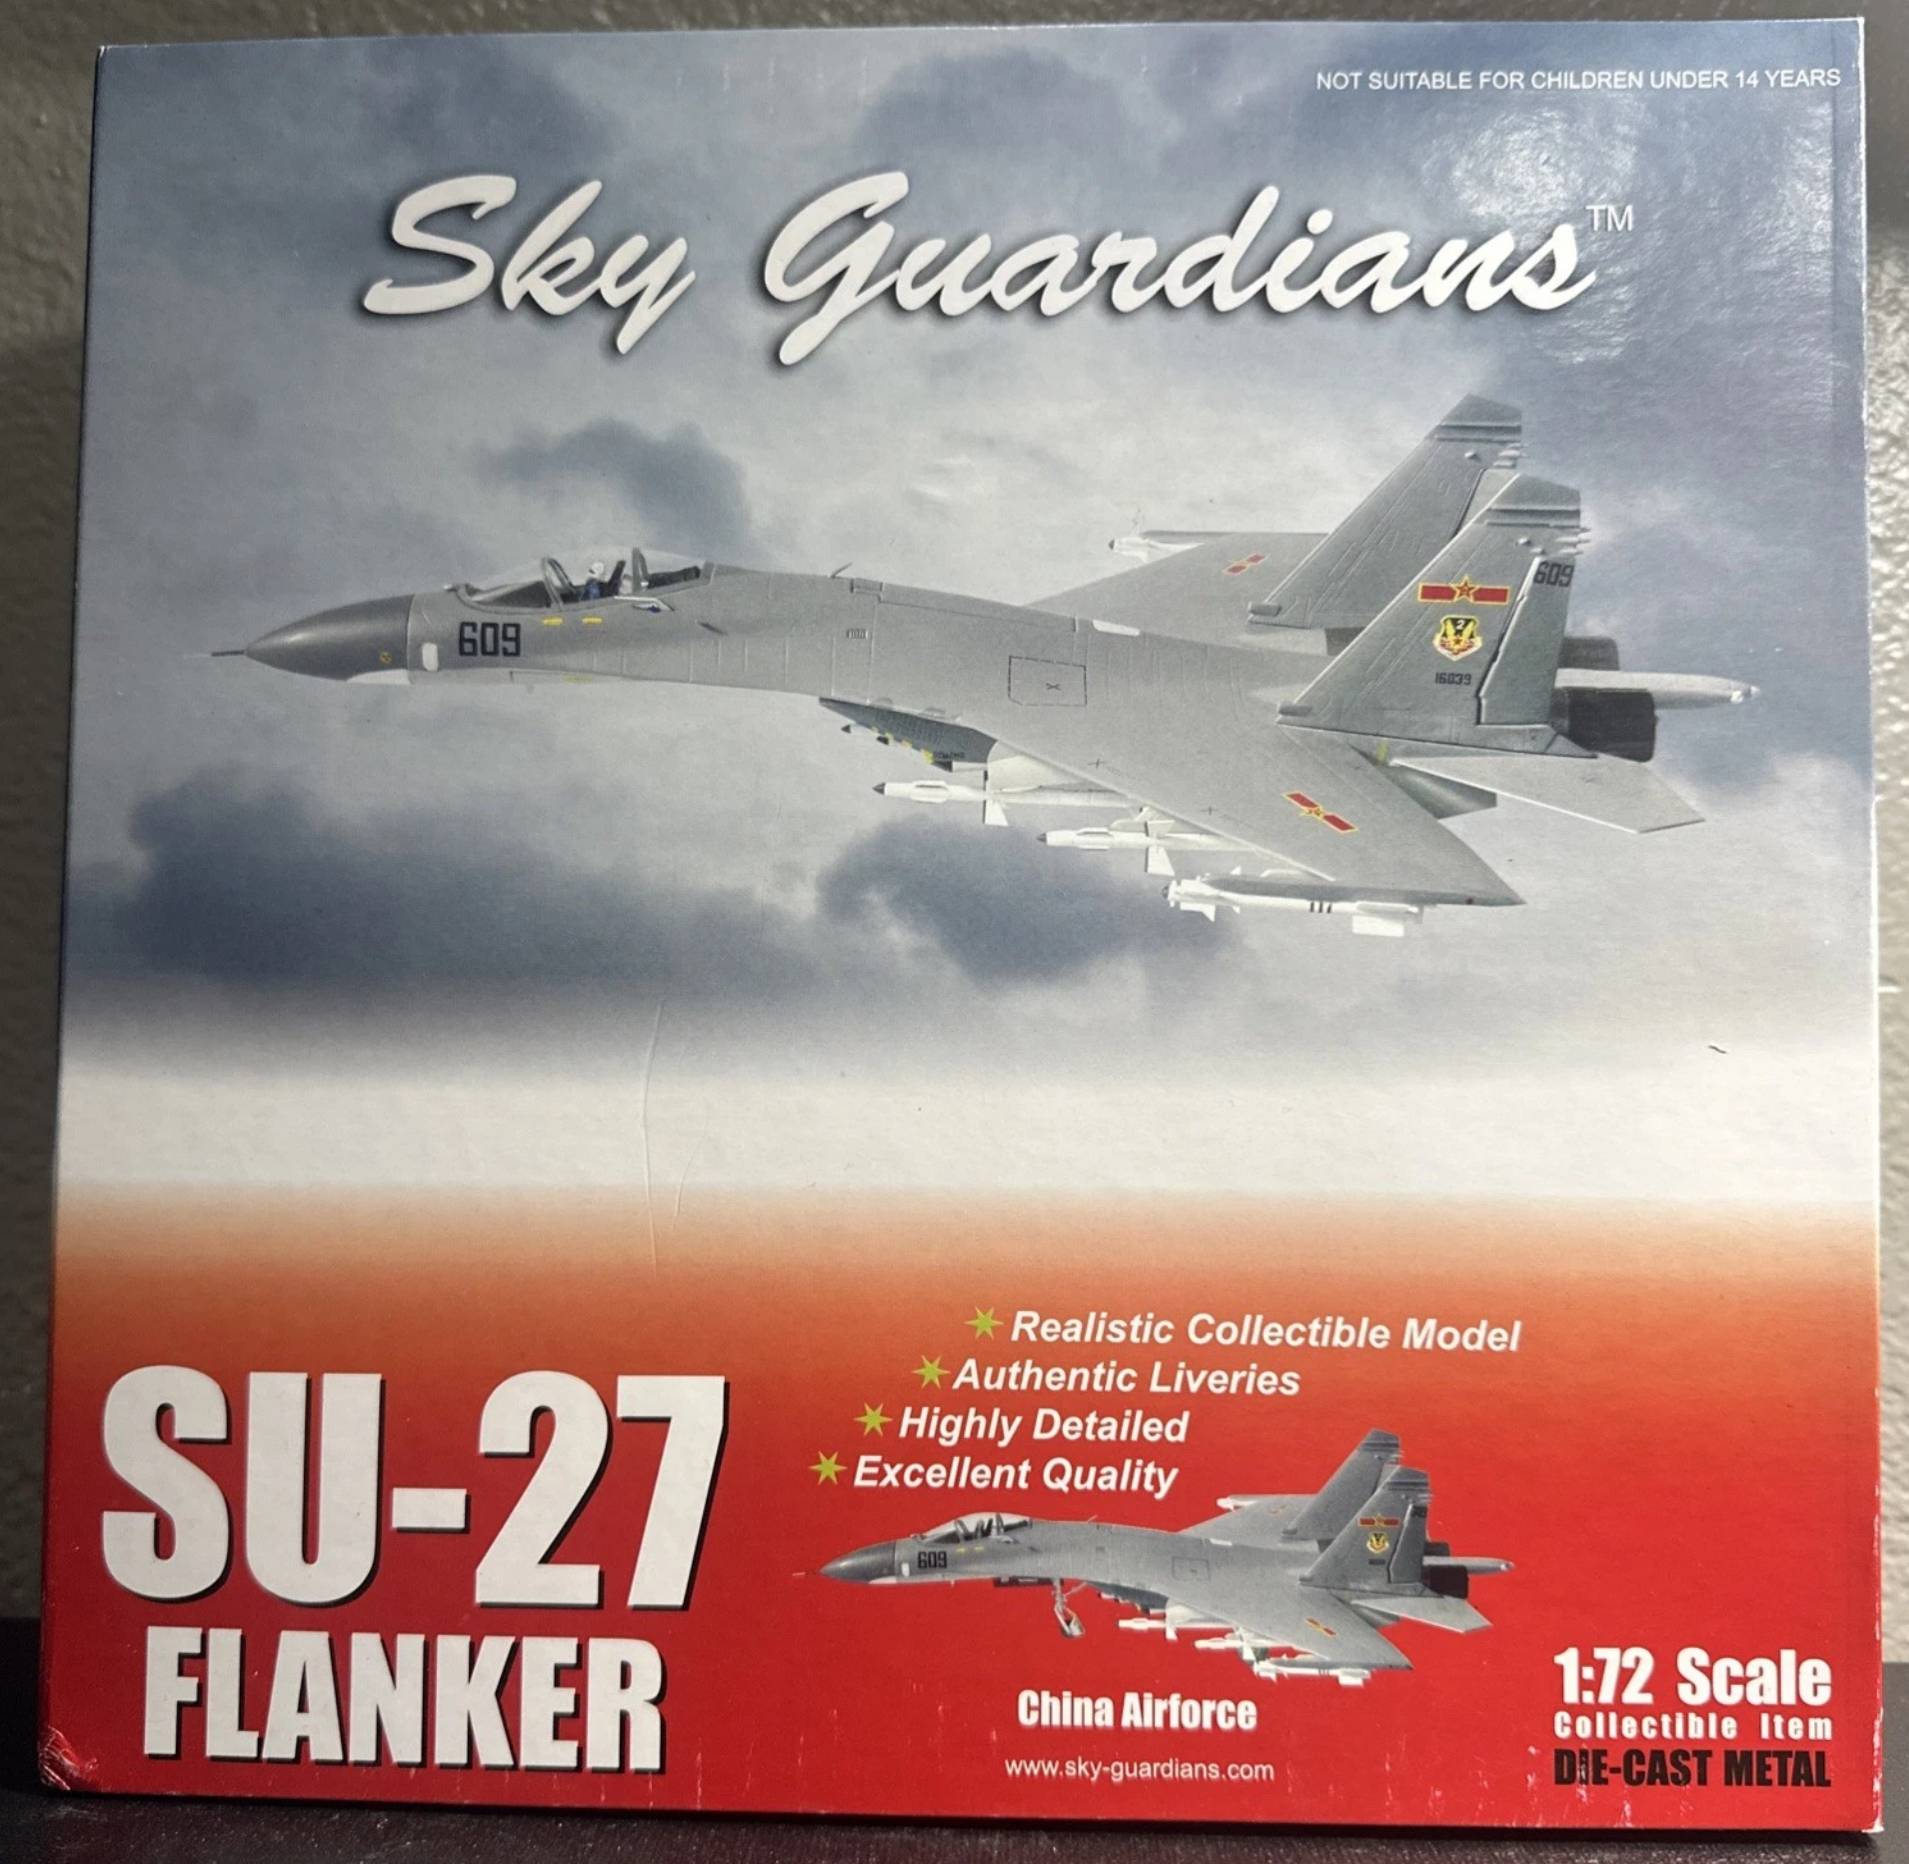 NOT SUITABLE FOR CHILDREN UNDER 14 YEARS
Sky Guardians™
609
609
2
16039
Realistic Collectible Model
Authentic Liveries
Highly Detailed
Excellent Quality
SU-27
FLANKER
609
China Airforce
www.sky-guardians.com
1:72 Scale
Collectible Item
DIE-CAST METAL